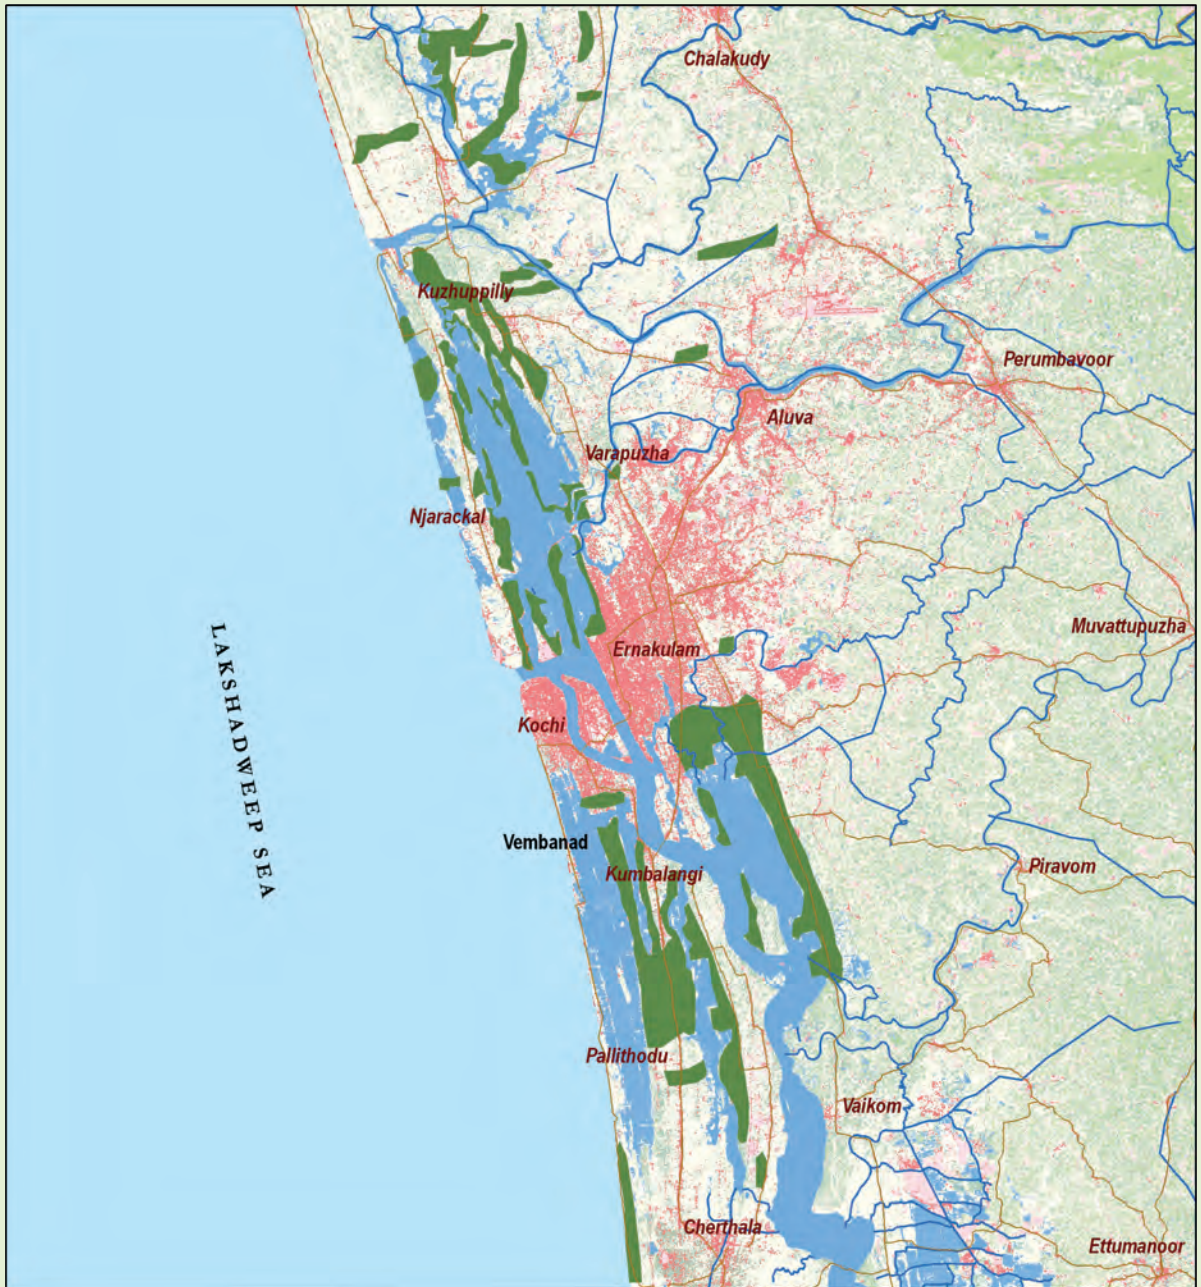 Chalakudy
Kuzhuppilly
Perumbavoor
Aluva
Varapuzha
Njarackal
Muvattupuzha
Ernakulam
LAKSHADWEEP SEA
Kochi
Vembanad
Kumbalangi
Piravom
Pallithodu
Vaikom
Cherthala
Ettumanoor